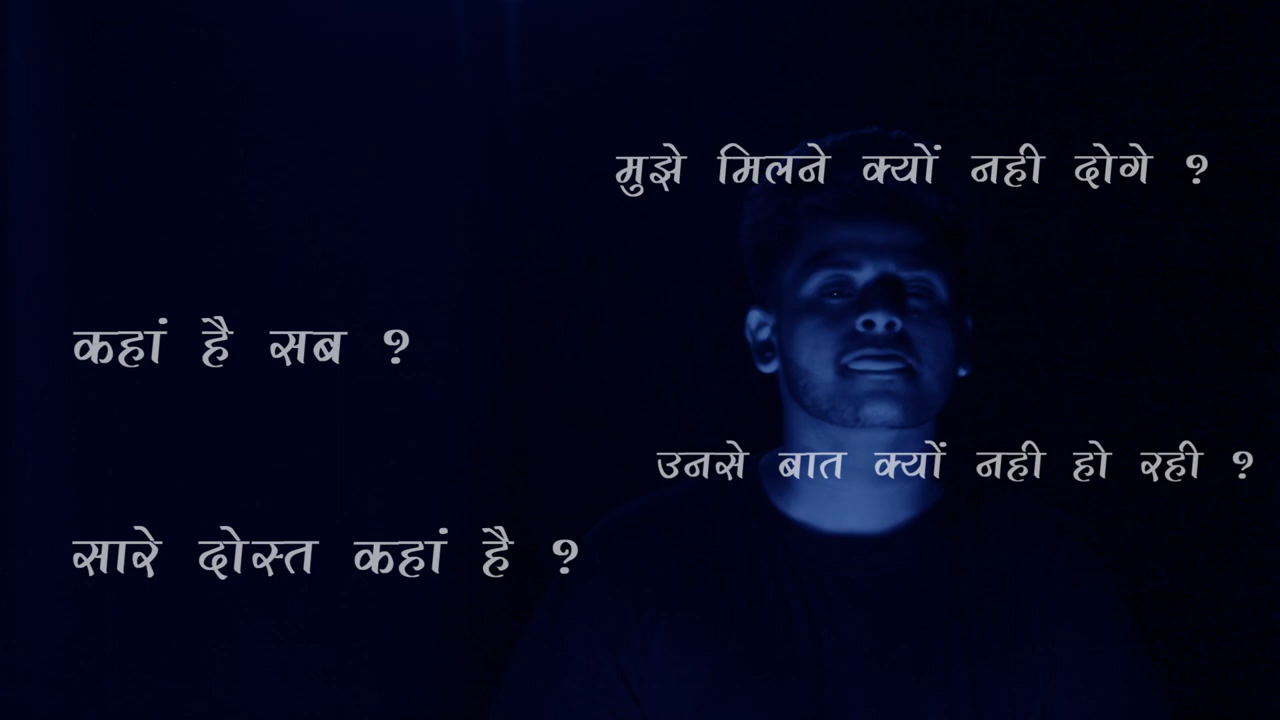 मुझे मिलने क्यों नही दोगे ?
कहां है सब ?
उनसे बात क्यों नही हो रही ?
सारे दोस्त कहां है ?